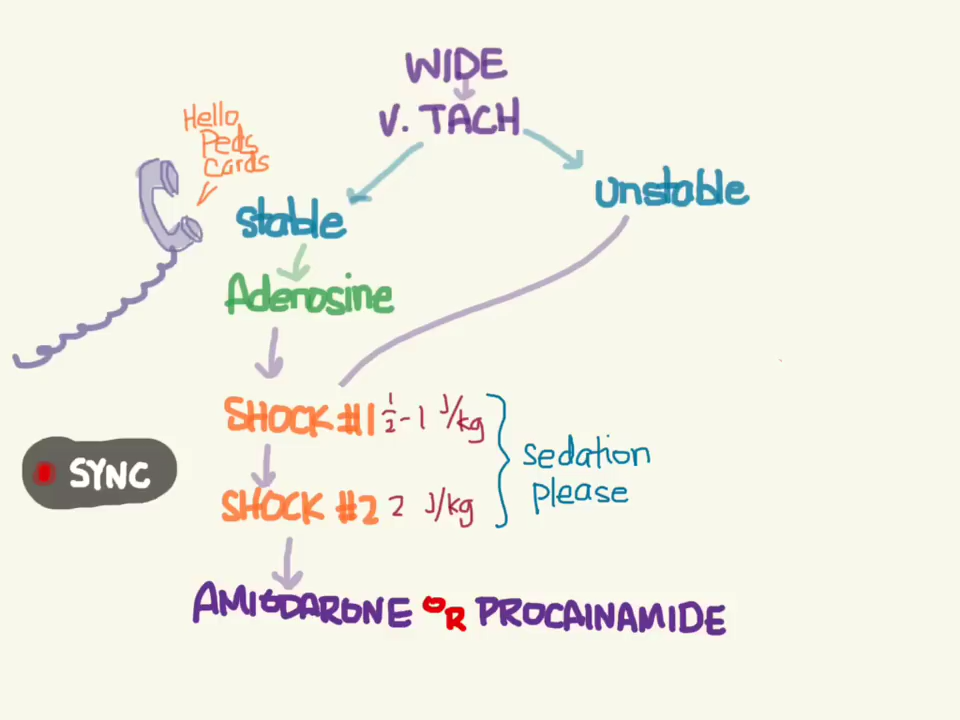 WIDE
V. TACH
Hello
Peds
Cards
stable
unstable
Adenosine
SHOCK #1 1/2-1 J/kg
SYNC
sedation
please
SHOCK #2 2 J/kg
AMIODARONE OR PROCAINAMIDE